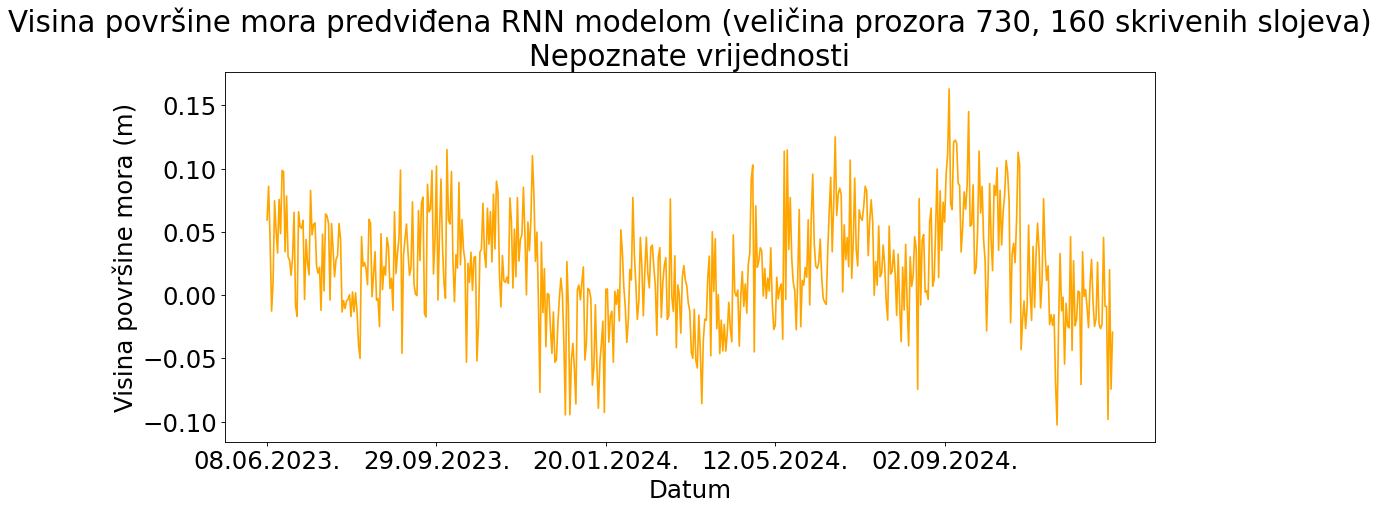 Visina površine mora predviđena RNN modelom (veličina prozora 730, 160 skrivenih slojeva)
Nepoznate vrijednosti
Visina površine mora (m)
0.15
0.10
0.05
0.00
−0.05
−0.10
08.06.2023. 29.09.2023. 20.01.2024. 12.05.2024. 02.09.2024.
Datum